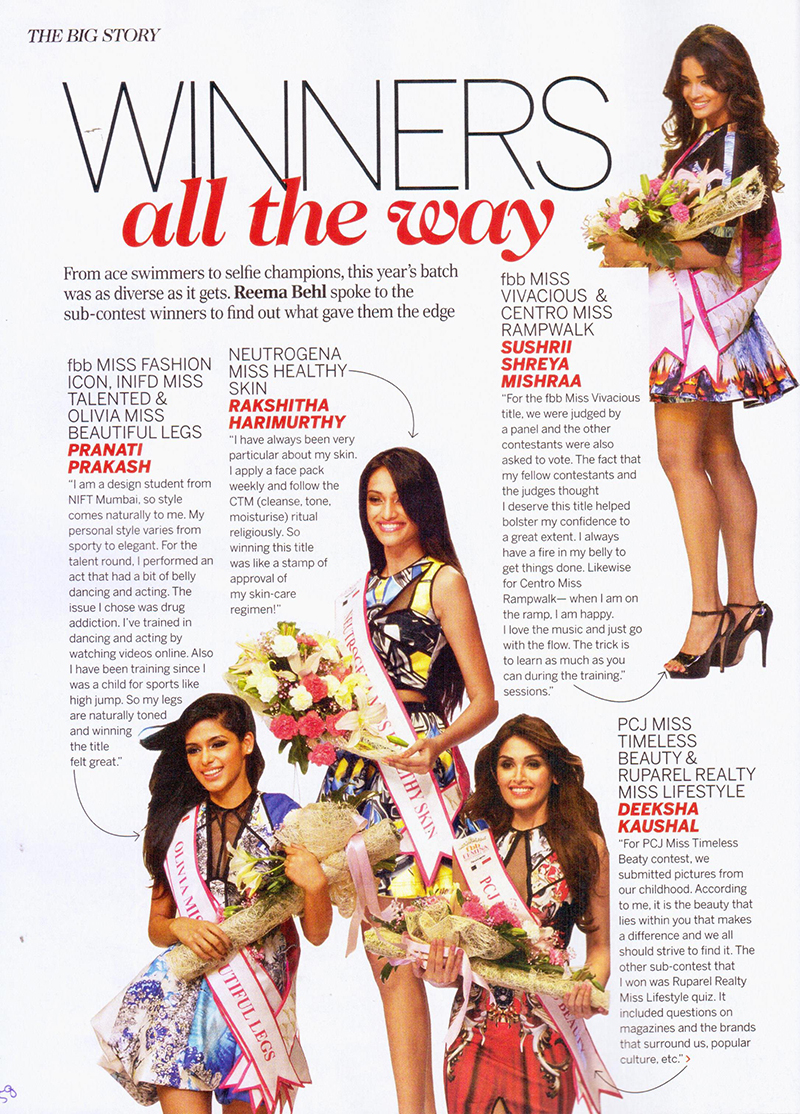 THE BIG STORY
WINNERS
all the way
From ace swimmers to selfie champions, this year's batch
was as diverse as it gets. Reema Behl spoke to the
sub-contest winners to find out what gave them the edge
fbb MISS FASHION
ICON, INIFD MISS
TALENTED &
OLIVIA MISS
BEAUTIFUL LEGS
PRANATI
PRAKASH
"I am a design student from
NIFT Mumbai, so style
comes naturally to me. My
personal style varies from
sporty to elegant. For the
talent round, I performed an
act that had a bit of belly
dancing and acting. The
issue I chose was drug
addiction. I've trained in
dancing and acting by
watching videos online. Also
I have been training since I
was a child for sports like
high jump. So my legs
are naturally toned
and winning
the title
felt great."
NEUTROGENA
MISS HEALTHY
SKIN
RAKSHITHA
HARIMURTHY
"I have always been very
particular about my skin.
I apply a face pack
weekly and follow the
CTM (cleanse, tone,
moisturise) ritual
religiously. So
winning this title
was like a stamp of
approval of
my skin-care
regimen!"
fbb MISS
VIVACIOUS &
CENTRO MISS
RAMPWALK
SUSHRII
SHREYA
MISHRAA
"For the fbb Miss Vivacious
title, we were judged by
a panel and the other
contestants were also
asked to vote. The fact that
my fellow contestants and
the judges thought
I deserve this title helped
bolster my confidence to
a great extent. I always
have a fire in my belly to
get things done. Likewise
for Centro Miss
Rampwalk— when I am on
the ramp, I am happy.
I love the music and just go
with the flow. The trick is
to learn as much as you
can during the training."
sessions."
PCJ MISS
TIMELESS
BEAUTY &
RUPAREL REALTY
MISS LIFESTYLE
DEEKSHA
KAUSHAL
"For PCJ Miss Timeless
Beaty contest, we
submitted pictures from
our childhood. According
to me, it is the beauty that
lies within you that makes
a difference and we all
should strive to find it. The
other sub-contest that
I won was Ruparel Realty
Miss Lifestyle quiz. It
included questions on
magazines and the brands
that surround us, popular
culture, etc." >
OLIVIA MIS
UTIFUL LEGS
THY SKIN
FEMINA
PCJ